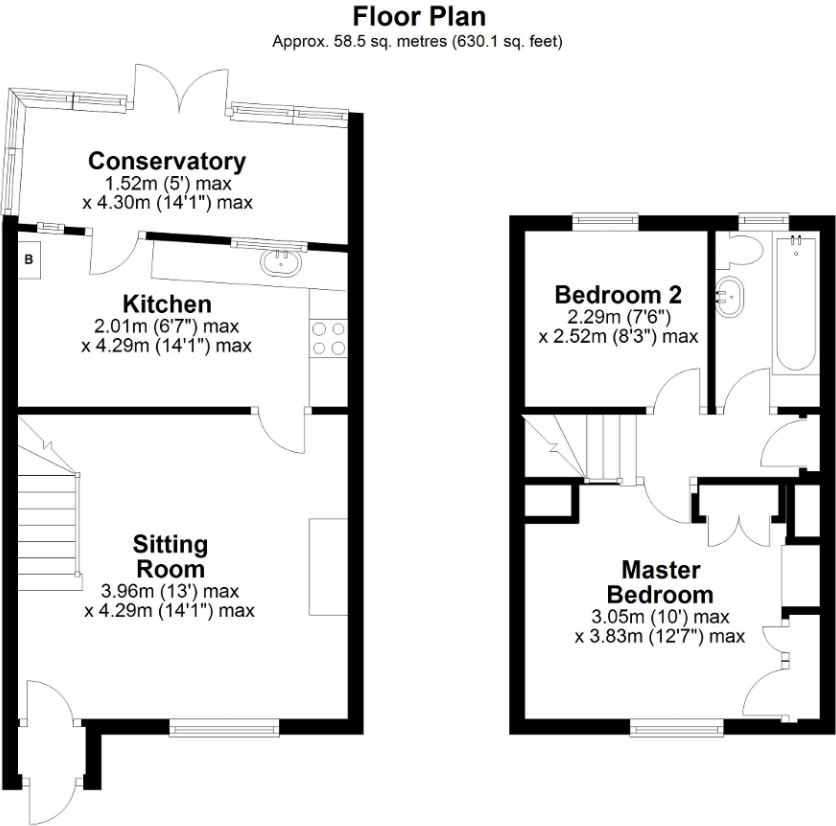 Floor Plan
Approx. 58.5 sq. metres (630.1 sq. feet)
Conservatory
1.52m (5') max
x 4.30m (14'1") max
B
Kitchen
2.01m (6'7") max
x 4.29m (14'1") max
Sitting
Room
3.96m (13') max
x 4.29m (14'1") max
Bedroom 2
2.29m (7'6")
x 2.52m (8'3") max
Master
Bedroom
3.05m (10') max
x 3.83m (12'7") max